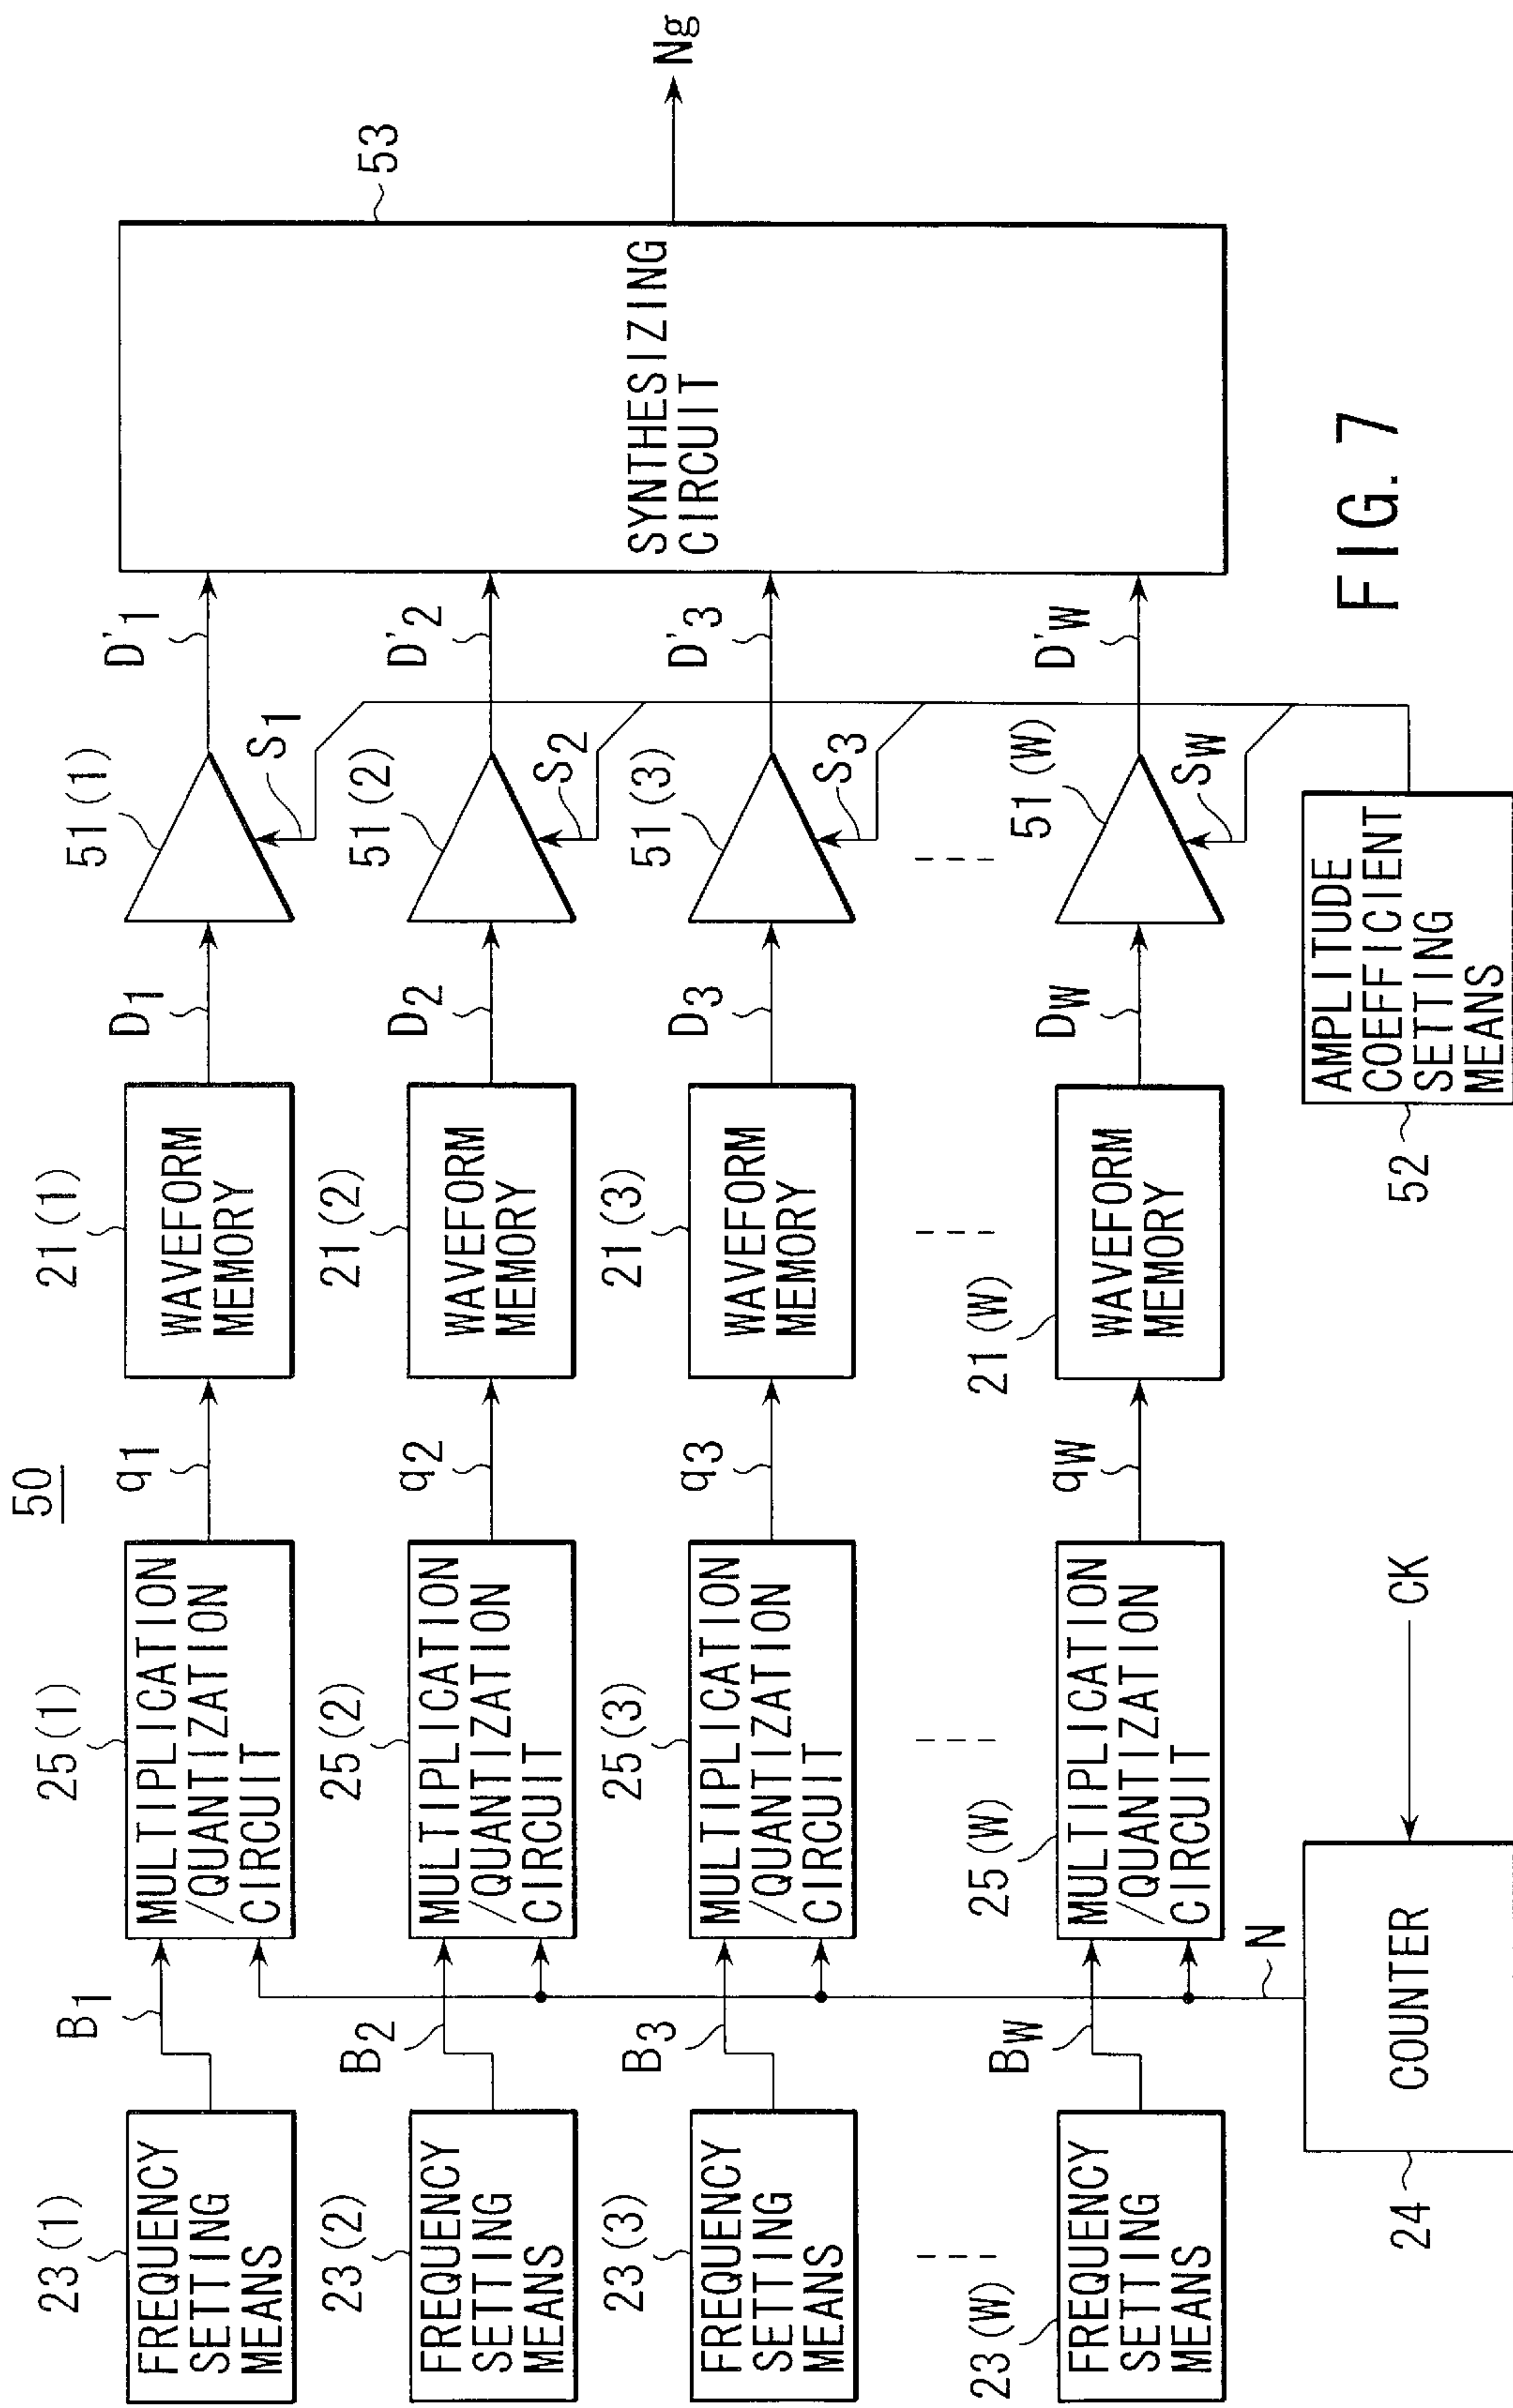 50
23(1)
FREQUENCY
SETTING
MEANS
B1
25(1)
MULTIPLICATION
/QUANTIZATION
CIRCUIT
q1
21(1)
WAVEFORM
MEMORY
D1
51(1)
S1
D'1
23(2)
FREQUENCY
SETTING
MEANS
B2
25(2)
MULTIPLICATION
/QUANTIZATION
CIRCUIT
q2
21(2)
WAVEFORM
MEMORY
D2
51(2)
S2
D'2
23(3)
FREQUENCY
SETTING
MEANS
B3
25(3)
MULTIPLICATION
/QUANTIZATION
CIRCUIT
q3
21(3)
WAVEFORM
MEMORY
D3
51(3)
S3
D'3
23(W)
FREQUENCY
SETTING
MEANS
BW
25(W)
MULTIPLICATION
/QUANTIZATION
CIRCUIT
qW
21(W)
WAVEFORM
MEMORY
DW
51(W)
SW
D'W
53
SYNTHESIZING
CIRCUIT
Ng
24
COUNTER
N
CK
52
AMPLITUDE
COEFFICIENT
SETTING
MEANS
FIG. 7